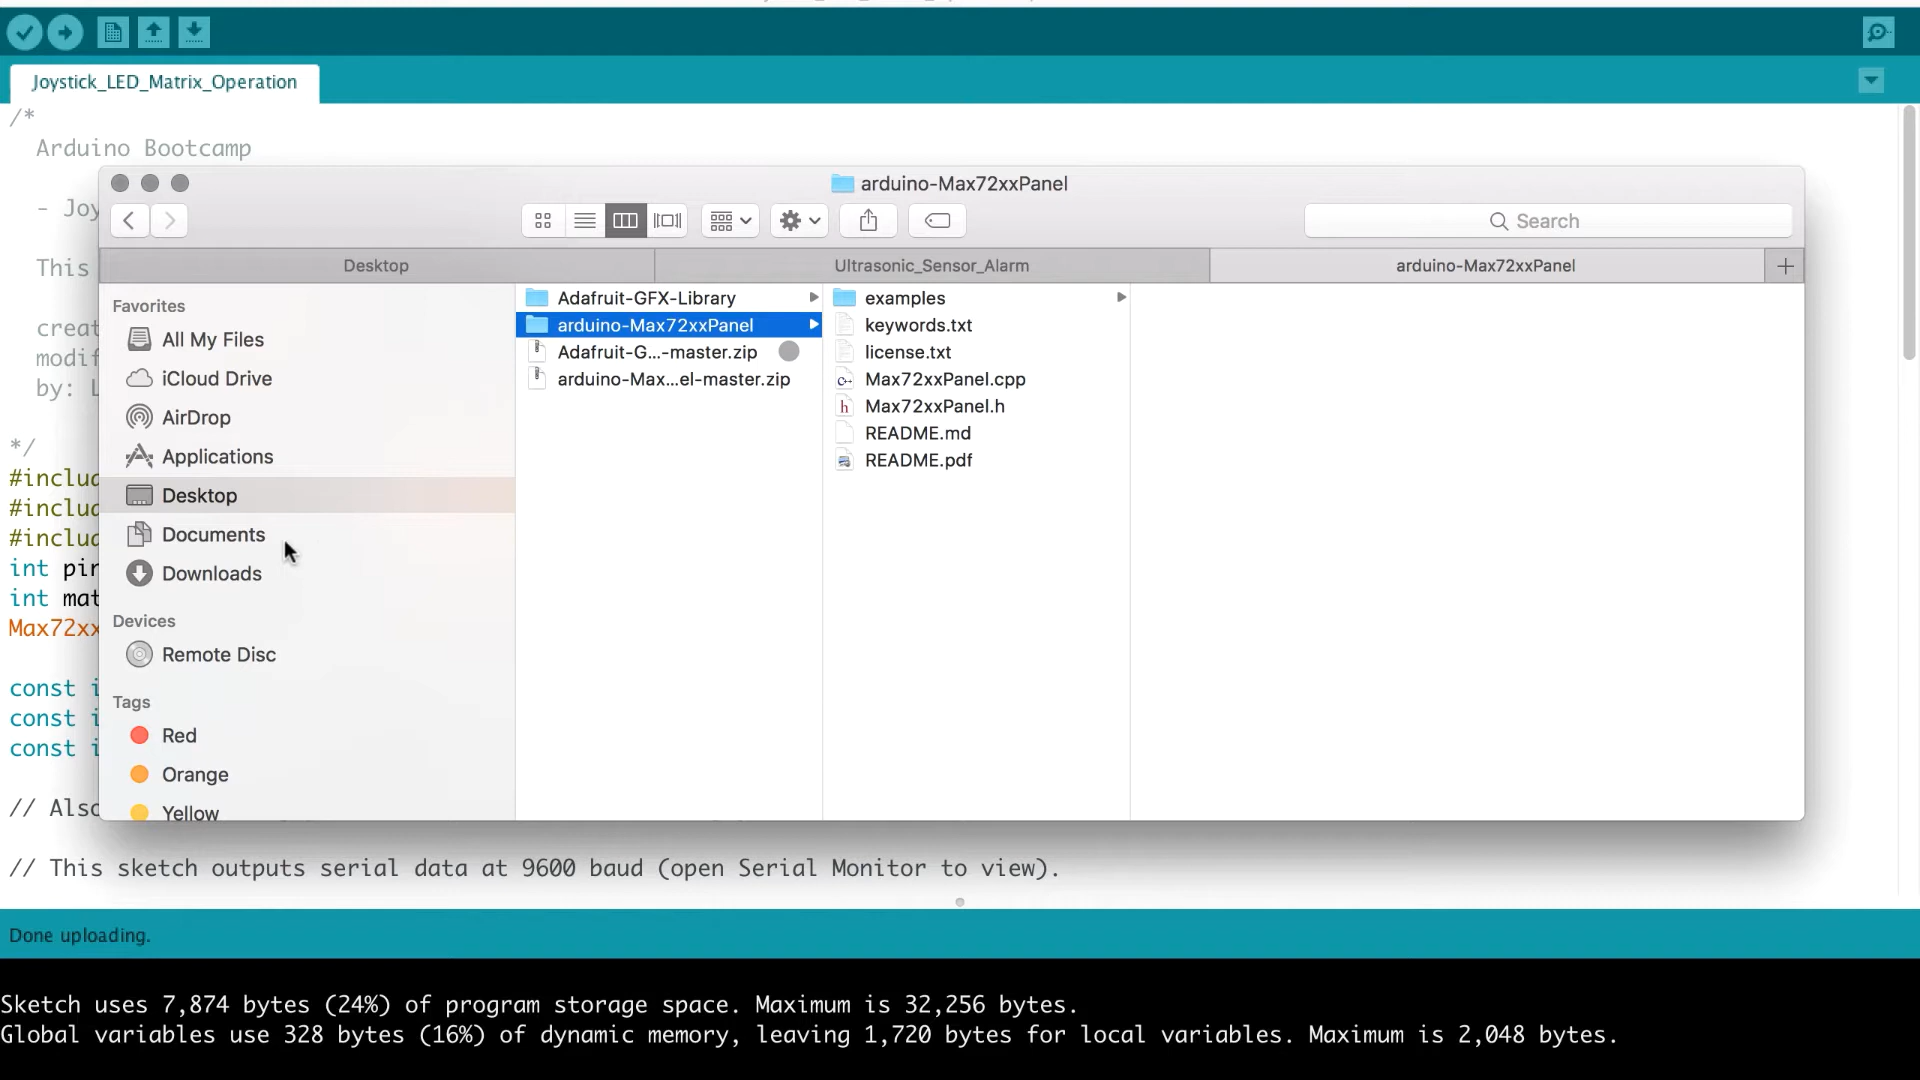 Joystick_LED_Matrix_Operation
/*
Arduino Bootcamp
arduino-Max72xxPanel
- Joy
Search
This
Desktop
Ultrasonic_Sensor_Alarm
arduino-Max72xxPanel
+
creat
modif
by: L
*/
#includ
#includ
#includ
int pin
int mat
Max72xx
const i
const i
const i
// Also
Favorites
All My Files
iCloud Drive
AirDrop
Applications
Desktop
Documents
Downloads
Devices
Remote Disc
Tags
Red
Orange
Yellow
Adafruit-GFX-Library
arduino-Max72xxPanel
Adafruit-G...-master.zip
arduino-Max...el-master.zip
examples
keywords.txt
license.txt
Max72xxPanel.cpp
Max72xxPanel.h
README.md
README.pdf
// This sketch outputs serial data at 9600 baud (open Serial Monitor to view).
Done uploading.
Sketch uses 7,874 bytes (24%) of program storage space. Maximum is 32,256 bytes.
Global variables use 328 bytes (16%) of dynamic memory, leaving 1,720 bytes for local variables. Maximum is 2,048 bytes.